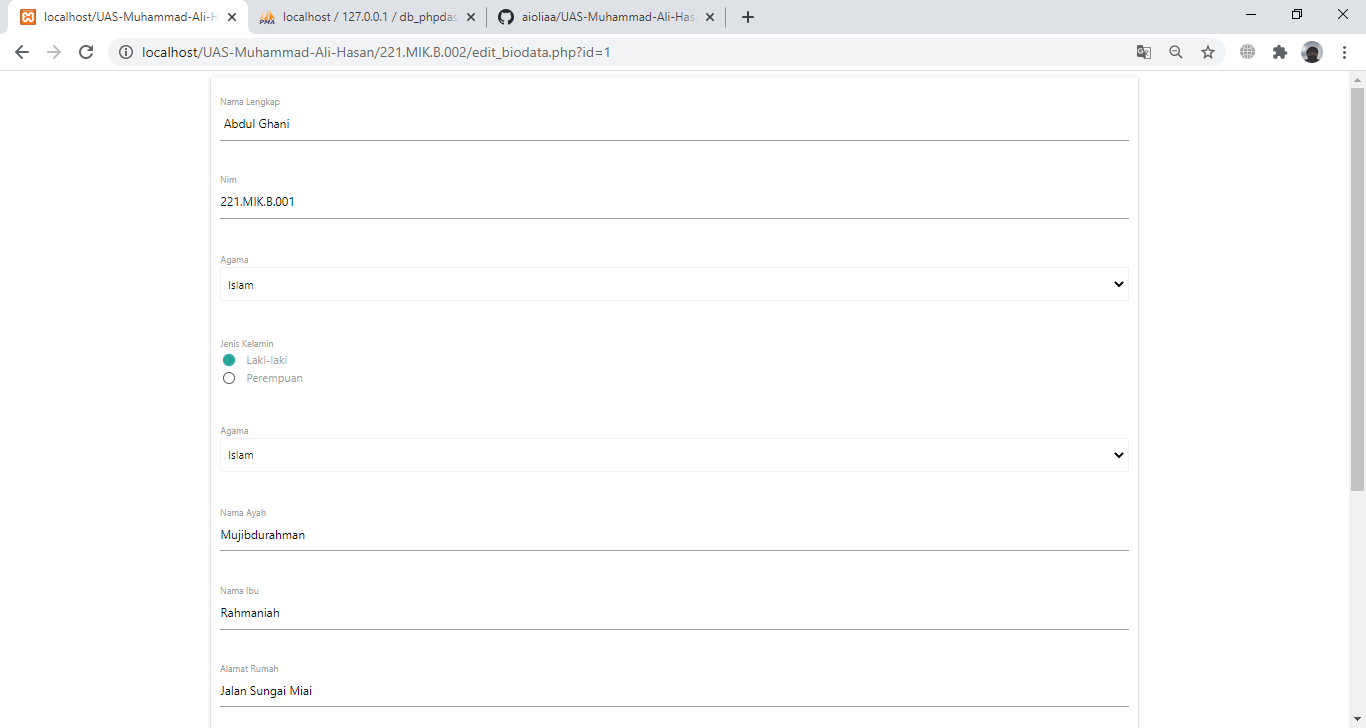 localhost/UAS-Muhammad-Ali-H
localhost / 127.0.0.1 / db_phpdas
aioliaa/UAS-Muhammad-Ali-Has
localhost/UAS-Muhammad-Ali-Hasan/221.MIK.B.002/edit_biodata.php?id=1
Nama Lengkap
Abdul Ghani
Nim
221.MIK.B.001
Agama
Islam
Jenis Kelamin
Laki-laki
Perempuan
Agama
Islam
Nama Ayah
Mujibdurahman
Nama Ibu
Rahmaniah
Alamat Rumah
Jalan Sungai Miai